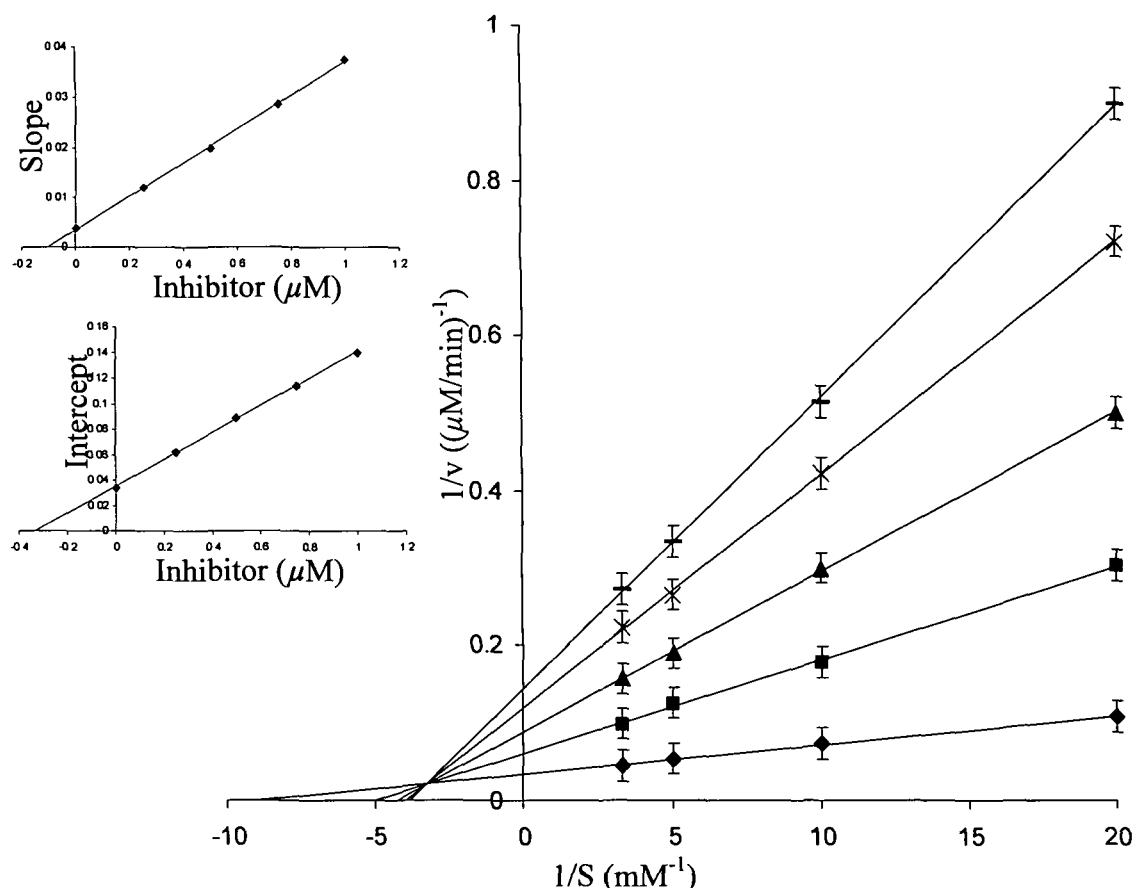 0.04
0.03
0.02
0.01
0
-0.2 0 0.2 0.4 0.6 0.8 1 1.2
Slope
Inhibitor (μM)
0.16
0.14
0.12
0.1
0.08
0.06
0.04
0.02
0
-0.4 -0.2 0 0.2 0.4 0.6 0.8 1 1.2
Intercept
Inhibitor (μM)
1
0.8
0.6
0.4
0.2
0
1/v ((μM/min)⁻¹)
-10 -5 0 5 10 15 20
1/S (mM⁻¹)